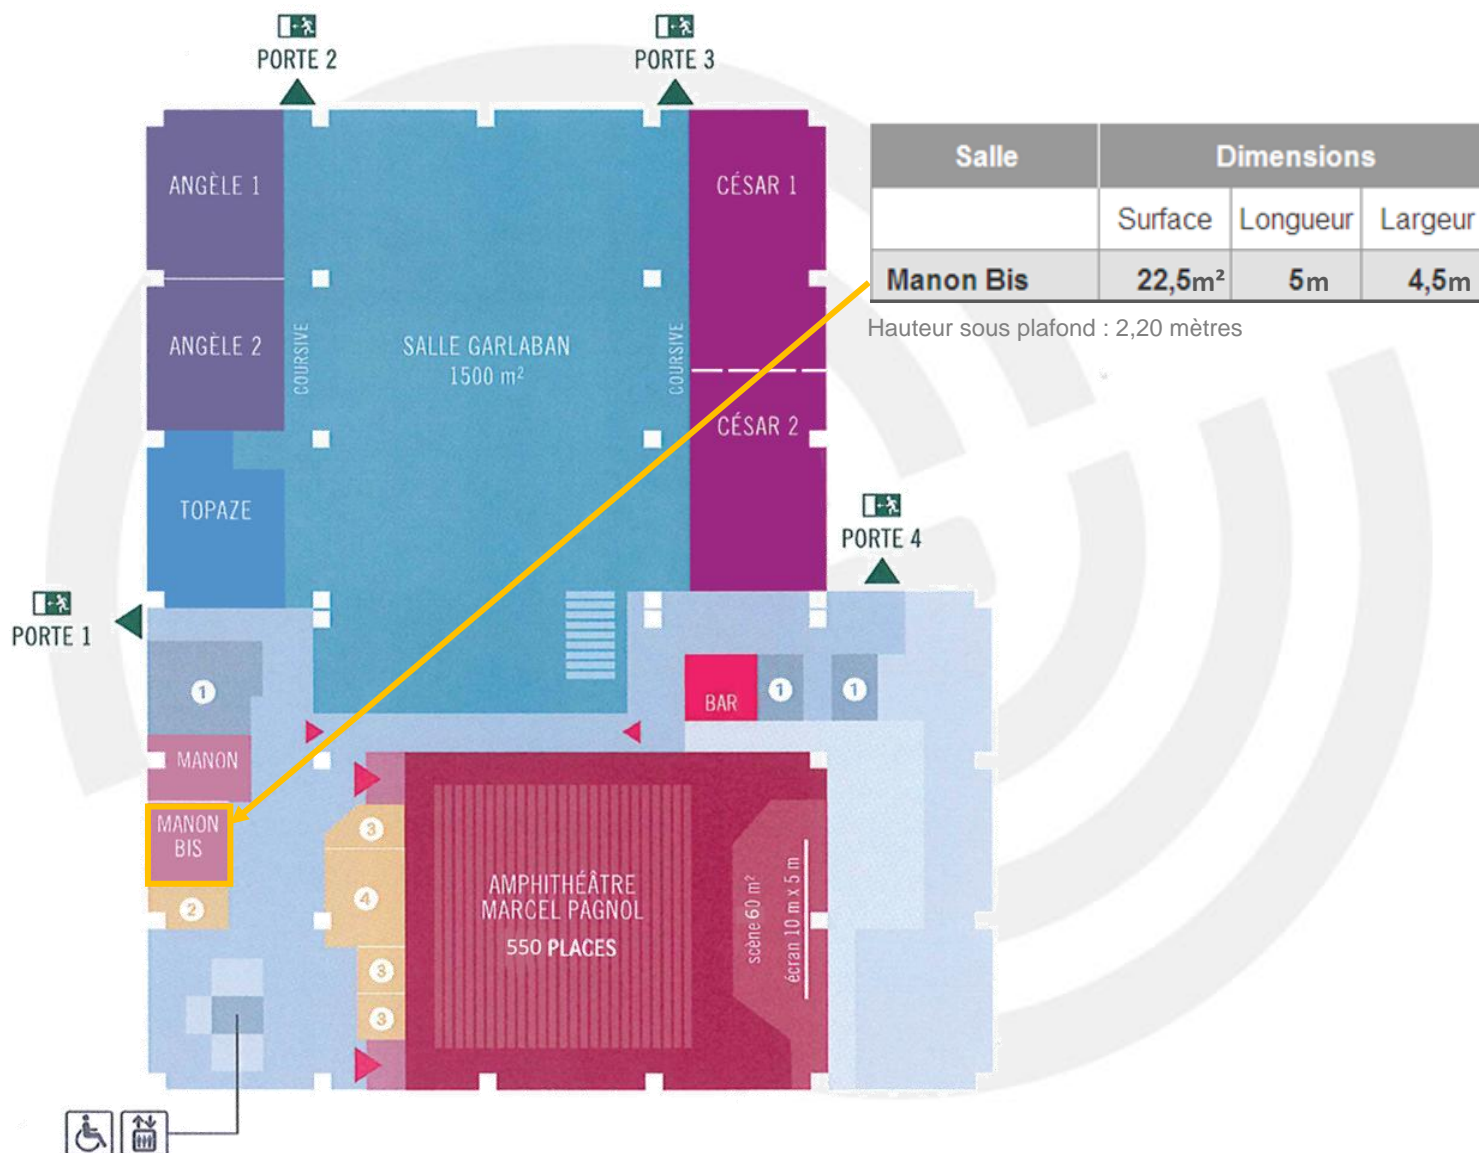 PORTE 2
PORTE 3
ANGÈLE 1
CÉSAR 1
Salle Dimensions
Surface Longueur Largeur
Manon Bis 22,5m² 5m 4,5m
Hauteur sous plafond : 2,20 mètres
ANGÈLE 2
COURSIVE
SALLE GARLABAN
1500 m²
COURSIVE
CÉSAR 2
TOPAZE
PORTE 4
PORTE 1
1
BAR
1
1
MANON
MANON
BIS
2
3
4
3
3
AMPHITHÉÂTRE
MARCEL PAGNOL
550 PLACES
scène 60 m²
écran 10 m x 5 m